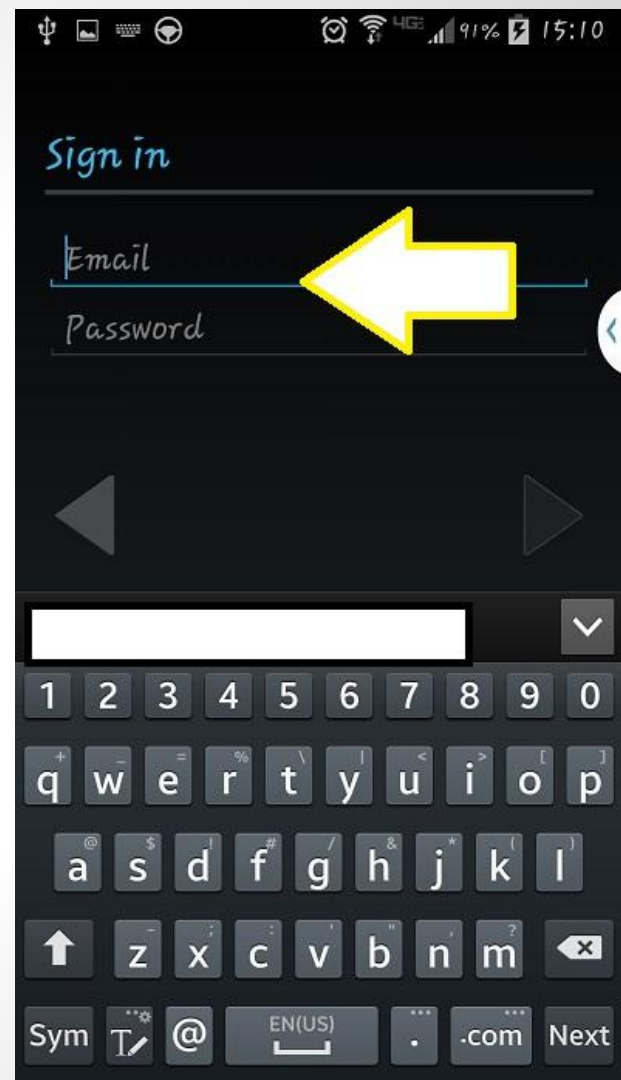 4GE 91% 15:10
Sign in
Email
Password
1 2 3 4 5 6 7 8 9 0
+ _ = % \ | < > [ ]
q w e r t y u i o p
@ $ ! # / & * ( )
a s d f g h j k l
- ; : ' " , ?
z x c v b n m
Sym T @ EN(US) . .com Next